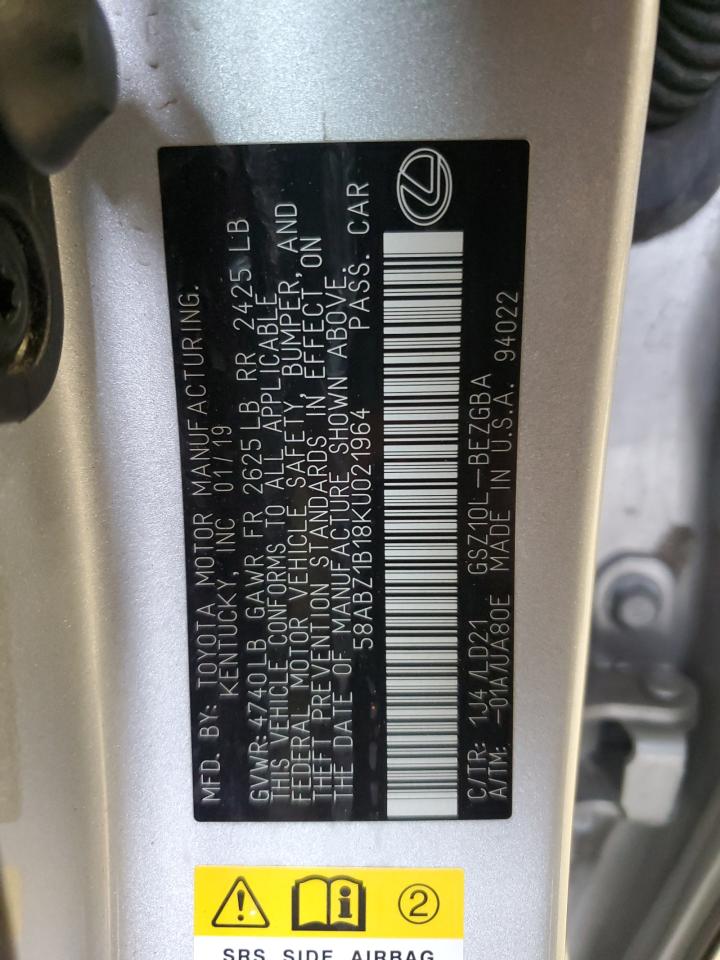 MFD. BY: TOYOTA MOTOR MANUFACTURING.
KENTUCKY, INC 01/19
GVWR: 4740LB GAWR FR 2625LB RR 2425 LB
THIS VEHICLE CONFORMS TO ALL APPLICABLE
FEDERAL MOTOR VEHICLE SAFETY, BUMPER, AND
THEFT PREVENTION STANDARDS IN EFFECT ON
THE DATE OF MANUFACTURE SHOWN ABOVE.
58ABZ1B18KU021964 PASS. CAR
C/TR: 1J4/LD21 GSZ10L-BEZGBA
A/TM: -01A/UA80E MADE IN U.S.A. 94022
2
SRS SIDE AIRBAG